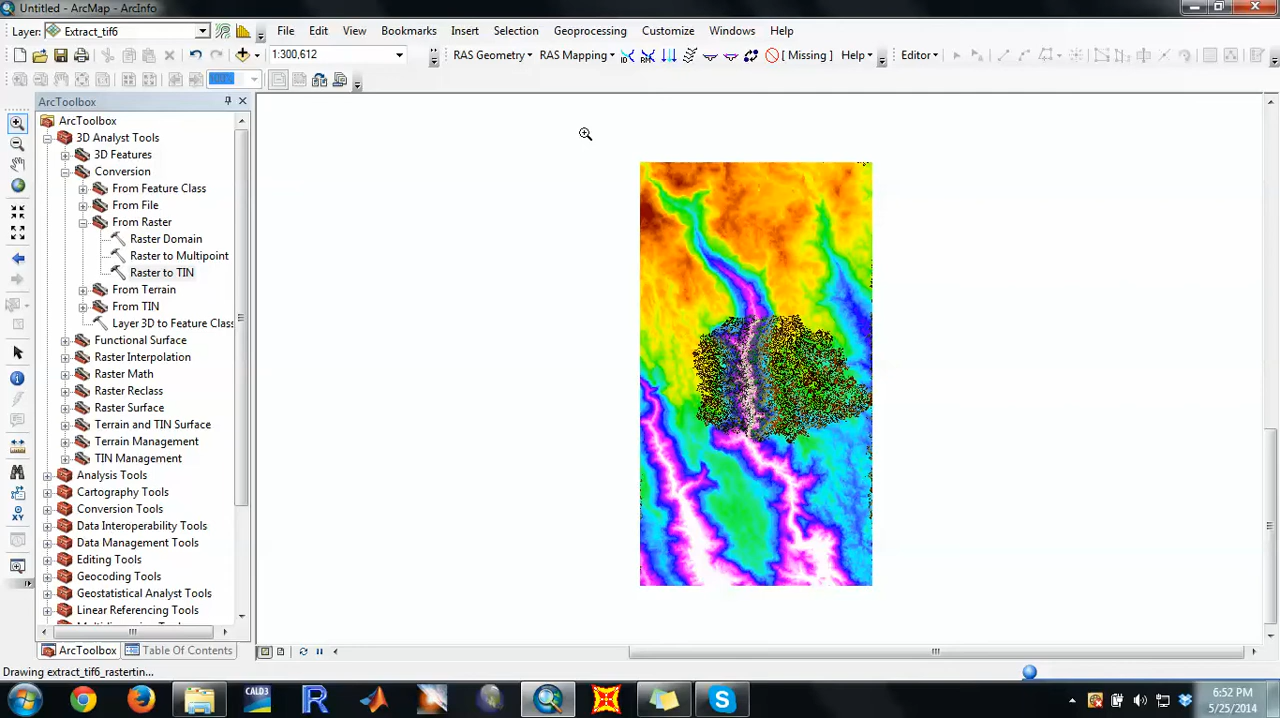 Untitled - ArcMap - ArcInfo
Layer: Extract_tif6
File Edit View Bookmarks Insert Selection Geoprocessing Customize Windows Help
1:300,612 RAS Geometry RAS Mapping [ Missing ] Help Editor
100%
ArcToolbox
ArcToolbox
3D Analyst Tools
3D Features
Conversion
From Feature Class
From File
From Raster
Raster Domain
Raster to Multipoint
Raster to TIN
From Terrain
From TIN
Layer 3D to Feature Class
Functional Surface
Raster Interpolation
Raster Math
Raster Reclass
Raster Surface
Terrain and TIN Surface
Terrain Management
TIN Management
Analysis Tools
Cartography Tools
Conversion Tools
Data Interoperability Tools
Data Management Tools
Editing Tools
Geocoding Tools
Geostatistical Analyst Tools
Linear Referencing Tools
ArcToolbox Table Of Contents
Drawing extract_tif6_rastertin...
CALD3
6:52 PM
5/25/2014